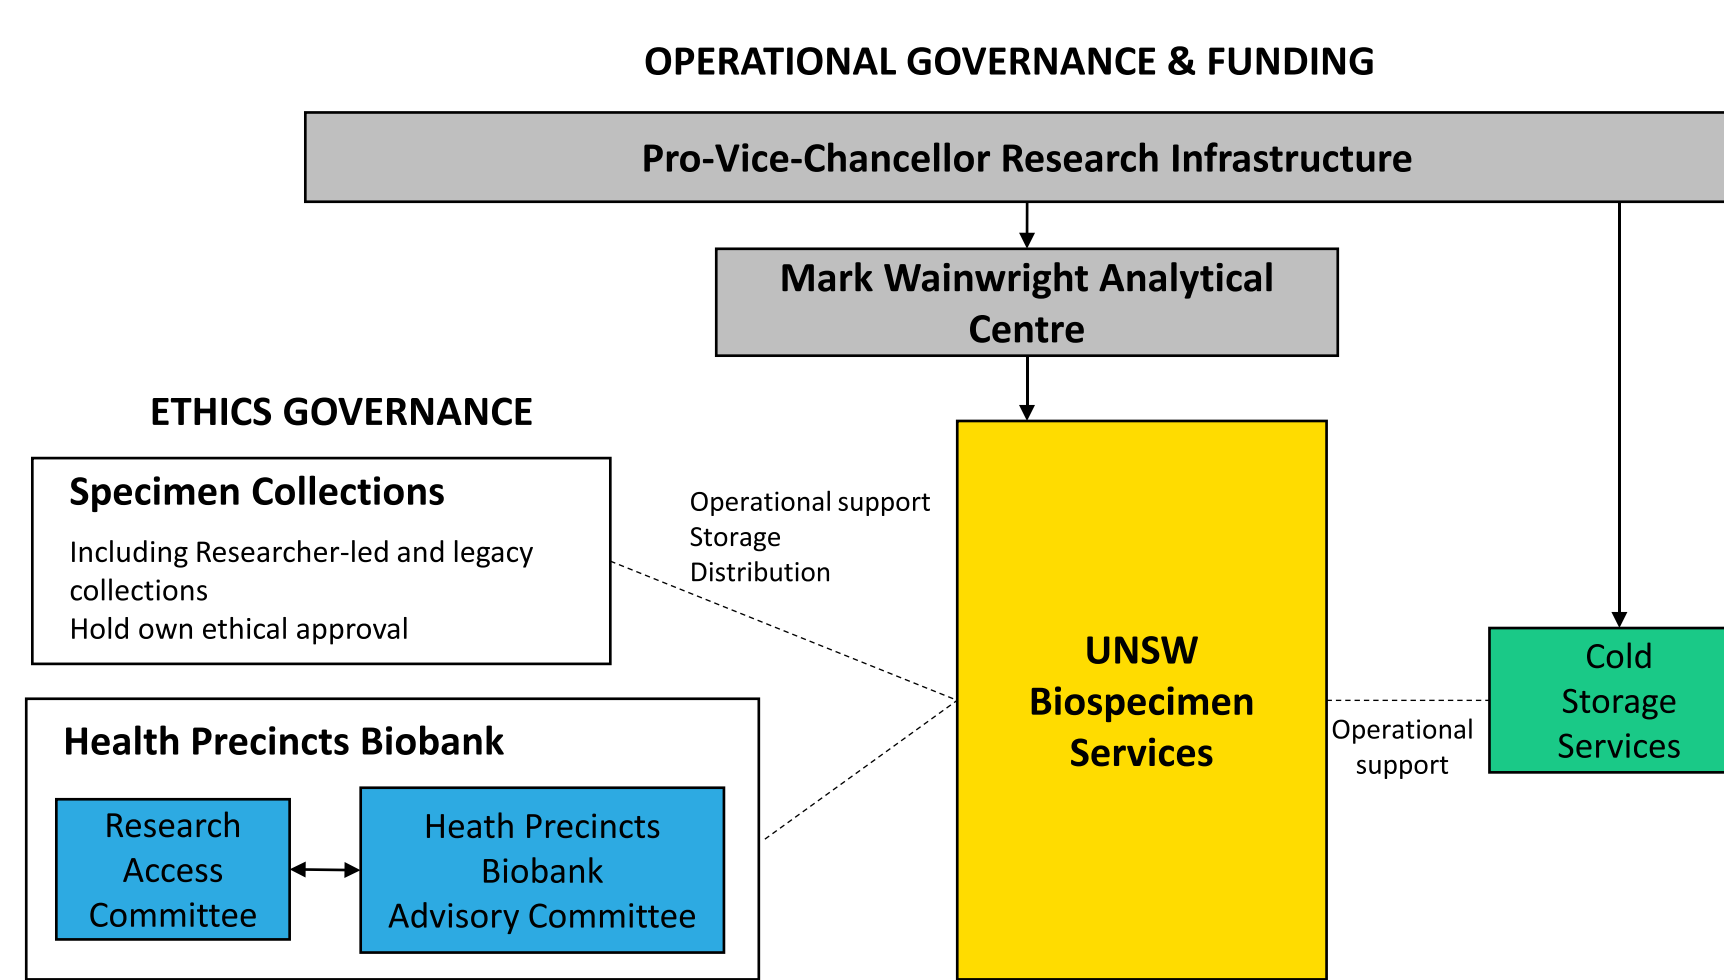 OPERATIONAL GOVERNANCE & FUNDING
Pro-Vice-Chancellor Research Infrastructure
Mark Wainwright Analytical
Centre
ETHICS GOVERNANCE
Specimen Collections
Including Researcher-led and legacy
collections
Hold own ethical approval
Operational support
Storage
Distribution
Health Precincts Biobank
Research
Access
Committee
Heath Precincts
Biobank
Advisory Committee
UNSW
Biospecimen
Services
Operational
support
Cold
Storage
Services